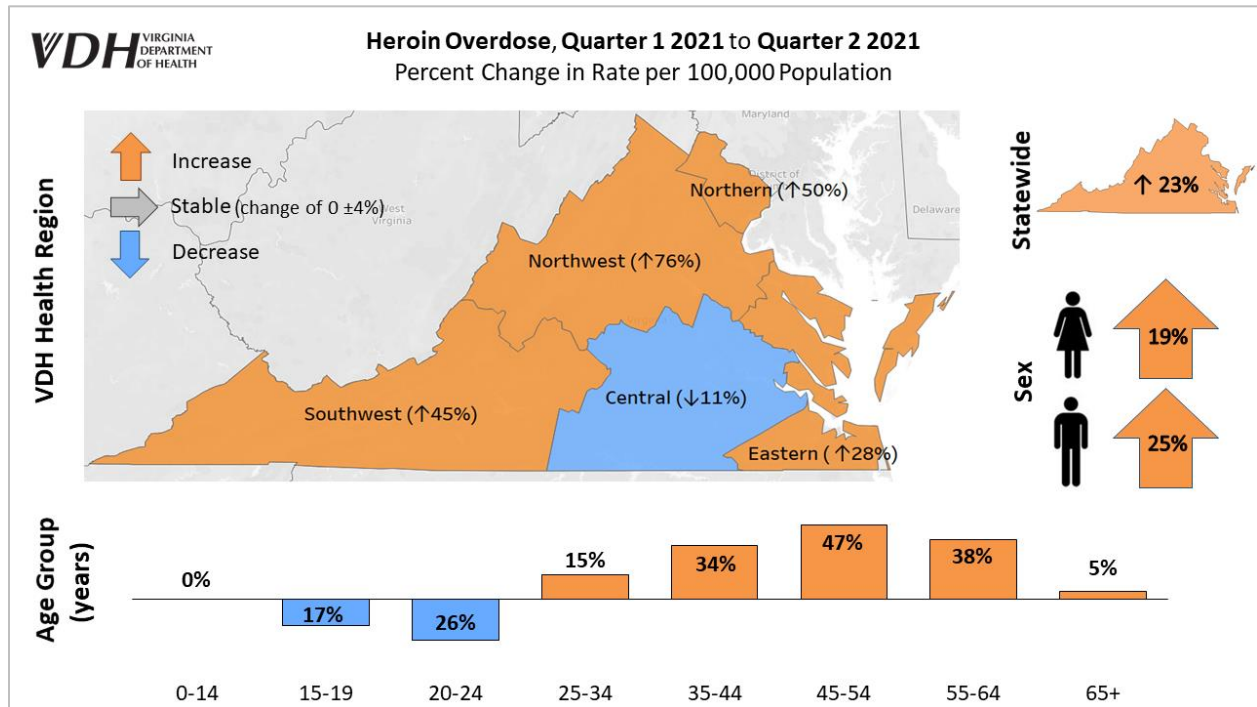 VDH VIRGINIA
DEPARTMENT
OF HEALTH
Heroin Overdose, Quarter 1 2021 to Quarter 2 2021
Percent Change in Rate per 100,000 Population
VDH Health Region
Increase
Stable (change of 0 ±4%)
Decrease
West
Virginia
Maryland
District of
Delaware
Northern (↑50%)
Northwest (↑76%)
Southwest (↑45%)
Central (↓11%)
Eastern ( ↑28%)
Statewide
↑ 23%
Sex
19%
25%
Age Group
(years)
0%
17%
26%
15%
34%
47%
38%
5%
0-14
15-19
20-24
25-34
35-44
45-54
55-64
65+